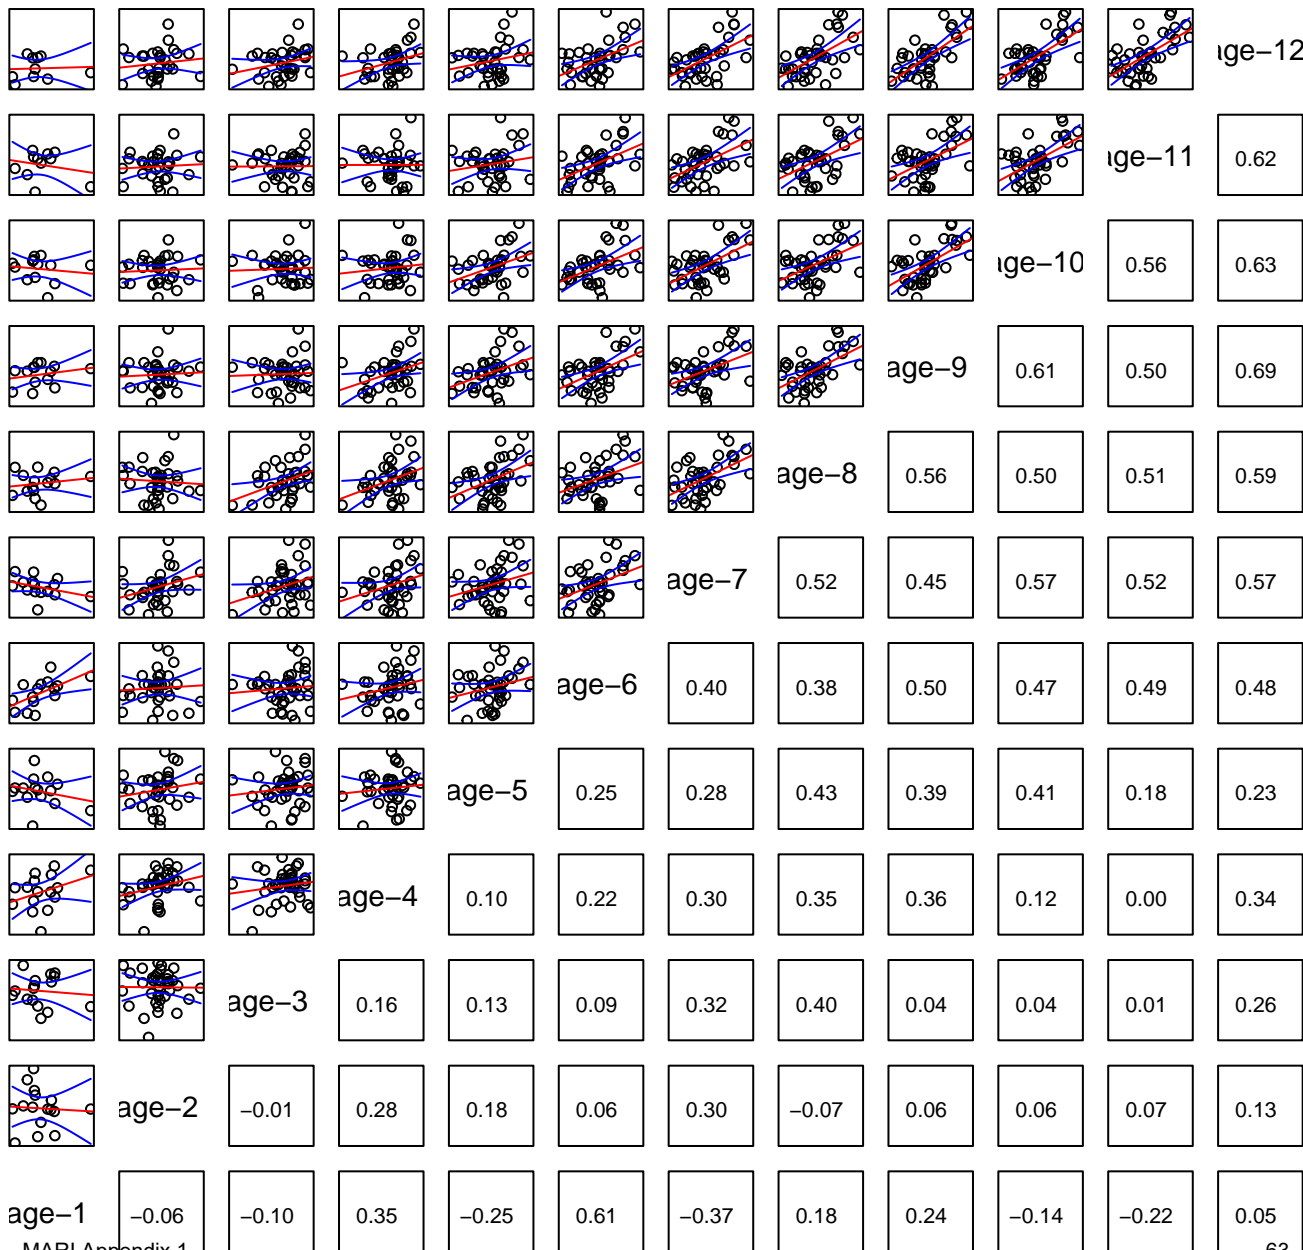 age−12
age−11 0.62
age−10 0.56 0.63
age−9 0.61 0.50 0.69
age−8 0.56 0.50 0.51 0.59
age−7 0.52 0.45 0.57 0.52 0.57
age−6 0.40 0.38 0.50 0.47 0.49 0.48
age−5 0.25 0.28 0.43 0.39 0.41 0.18 0.23
age−4 0.10 0.22 0.30 0.35 0.36 0.12 0.00 0.34
age−3 0.16 0.13 0.09 0.32 0.40 0.04 0.04 0.01 0.26
age−2 −0.01 0.28 0.18 0.06 0.30 −0.07 0.06 0.06 0.07 0.13
age−1 −0.06 −0.10 0.35 −0.25 0.61 −0.37 0.18 0.24 −0.14 −0.22 0.05
Appendix 1 63